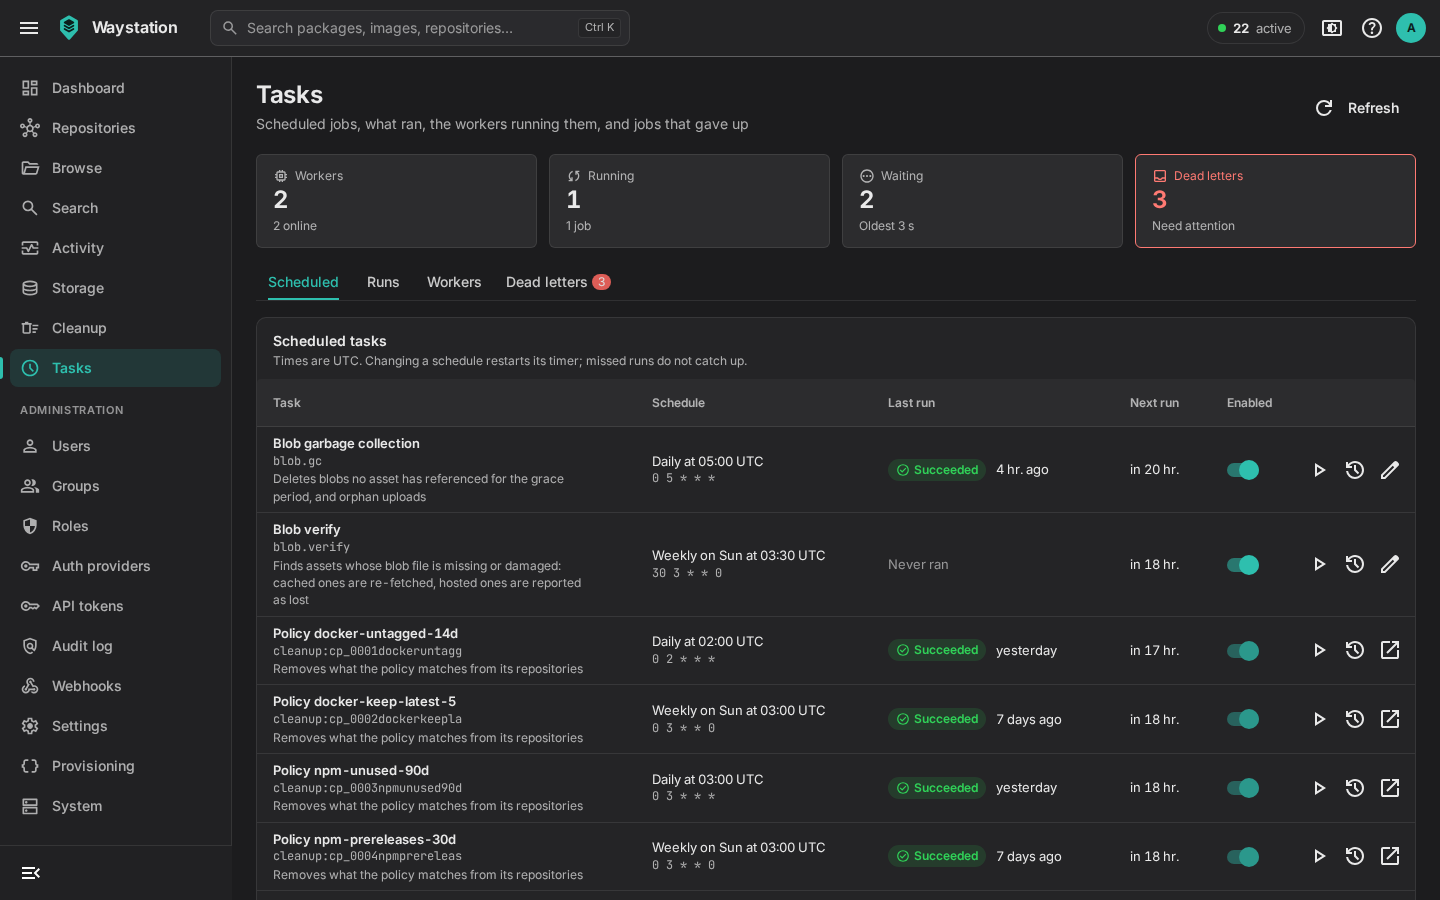 Waystation
Search packages, images, repositories...
Ctrl K
22 active
A
Dashboard
Repositories
Browse
Search
Activity
Storage
Cleanup
Tasks
ADMINISTRATION
Users
Groups
Roles
Auth providers
API tokens
Audit log
Webhooks
Settings
Provisioning
System
Tasks
Scheduled jobs, what ran, the workers running them, and jobs that gave up
Refresh
Workers
2
2 online
Running
1
1 job
Waiting
2
Oldest 3 s
Dead letters
3
Need attention
Scheduled
Runs
Workers
Dead letters 3
Scheduled tasks
Times are UTC. Changing a schedule restarts its timer; missed runs do not catch up.
Task Schedule Last run Next run Enabled
Blob garbage collection
blob.gc
Deletes blobs no asset has referenced for the grace
period, and orphan uploads
Daily at 05:00 UTC
0 5 * * *
Succeeded 4 hr. ago
in 20 hr.
Blob verify
blob.verify
Finds assets whose blob file is missing or damaged:
cached ones are re-fetched, hosted ones are reported
as lost
Weekly on Sun at 03:30 UTC
30 3 * * 0
Never ran
in 18 hr.
Policy docker-untagged-14d
cleanup:cp_0001dockeruntagg
Removes what the policy matches from its repositories
Daily at 02:00 UTC
0 2 * * *
Succeeded yesterday
in 17 hr.
Policy docker-keep-latest-5
cleanup:cp_0002dockerkeepla
Removes what the policy matches from its repositories
Weekly on Sun at 03:00 UTC
0 3 * * 0
Succeeded 7 days ago
in 18 hr.
Policy npm-unused-90d
cleanup:cp_0003npmunused90d
Removes what the policy matches from its repositories
Daily at 03:00 UTC
0 3 * * *
Succeeded yesterday
in 18 hr.
Policy npm-prereleases-30d
cleanup:cp_0004npmprereleas
Removes what the policy matches from its repositories
Weekly on Sun at 03:00 UTC
0 3 * * 0
Succeeded 7 days ago
in 18 hr.